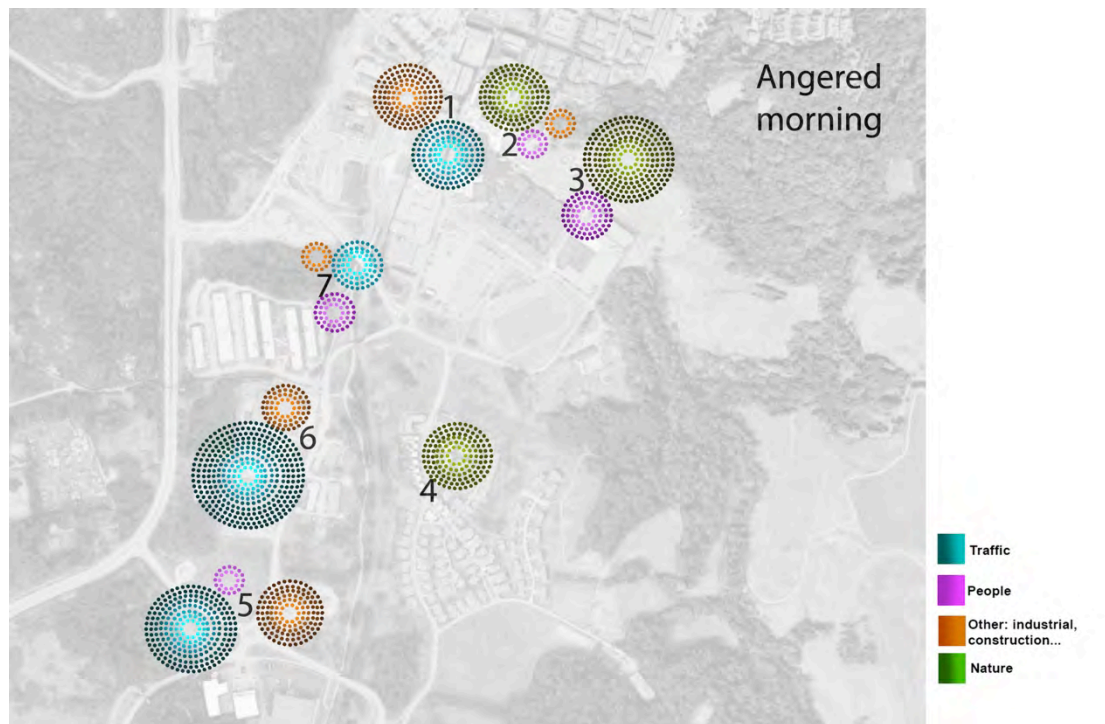 Angered
morning
1
2
3
7
6
4
5
Traffic
People
Other: industrial,
construction...
Nature